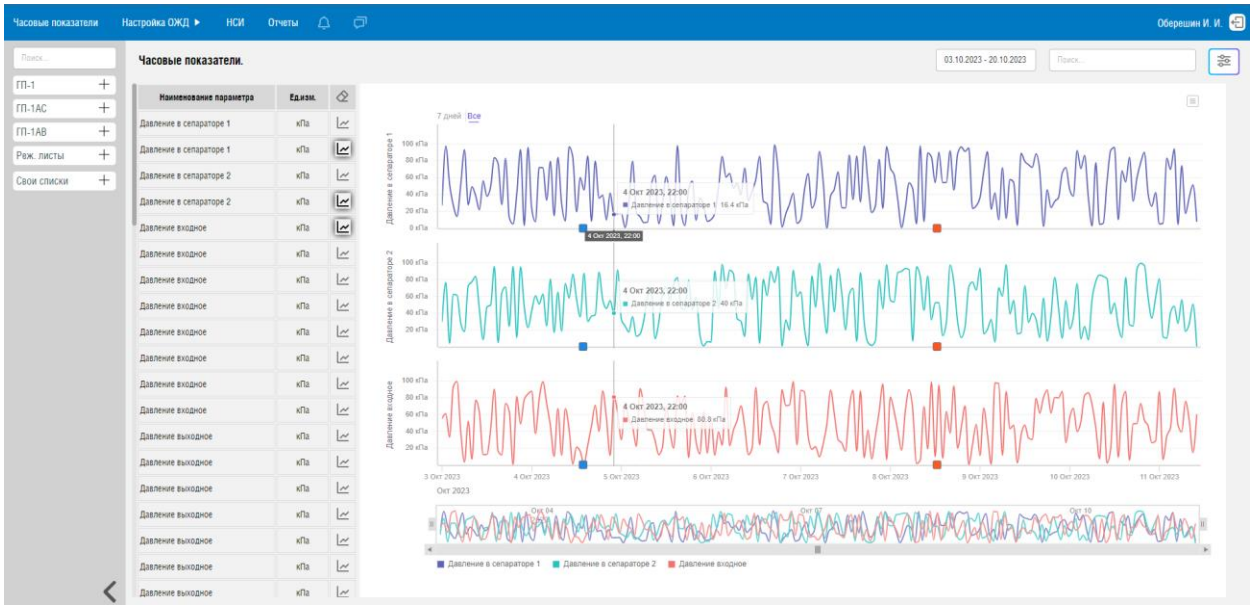 Часовые показатели Настройка ОЖД ▶ НСИ Отчеты Оберешин И. И.
Поиск...
ГП-1
ГП-1АС
ГП-1АВ
Реж. листы
Свои списки
Часовые показатели.
03.10.2023 - 20.10.2023
Поиск...
Наименование параметра Ед.изм.
Давление в сепараторе 1 кПа
Давление в сепараторе 1 кПа
Давление в сепараторе 2 кПа
Давление в сепараторе 2 кПа
Давление входное кПа
Давление входное кПа
Давление входное кПа
Давление входное кПа
Давление входное кПа
Давление входное кПа
Давление входное кПа
Давление входное кПа
Давление выходное кПа
Давление выходное кПа
Давление выходное кПа
Давление выходное кПа
Давление выходное кПа
Давление выходное кПа
Давление выходное кПа
7 дней Все
Давление в сепараторе 1
100 кПа
80 кПа
60 кПа
40 кПа
20 кПа
0 кПа
4 Окт 2023, 22:00
Давление в сепараторе 1 16.4 кПа
4 Окт 2023, 22:00
Давление в сепараторе 2
100 кПа
80 кПа
60 кПа
40 кПа
20 кПа
4 Окт 2023, 22:00
Давление в сепараторе 2 40 кПа
Давление входное
100 кПа
80 кПа
60 кПа
40 кПа
20 кПа
4 Окт 2023, 22:00
Давление входное 80.8 кПа
3 Окт 2023 4 Окт 2023 5 Окт 2023 6 Окт 2023 7 Окт 2023 8 Окт 2023 9 Окт 2023 10 Окт 2023 11 Окт 2023
Окт 2023
Окт 04 Окт 07 Окт 10
Давление в сепараторе 1 Давление в сепараторе 2 Давление входное